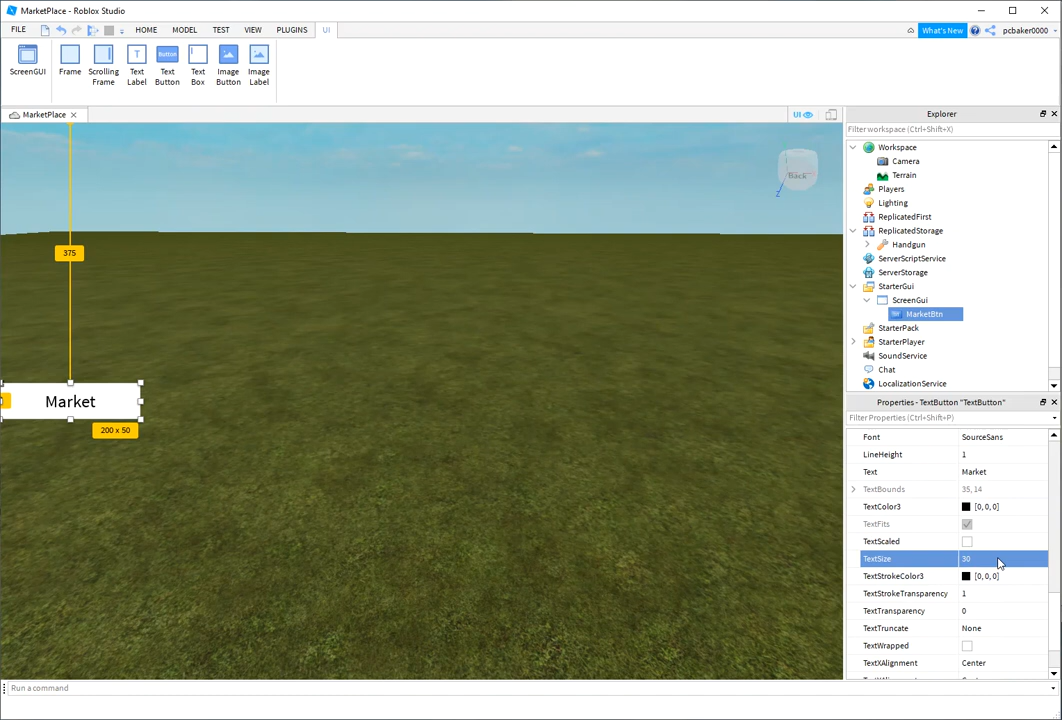 MarketPlace - Roblox Studio
FILE HOME MODEL TEST VIEW PLUGINS UI What's New pcbaker0000
ScreenGUI Frame Scrolling Frame Text Label Text Button Text Box Image Button Image Label
Button
MarketPlace UI
375
Back
Z
Market
200 x 50
Explorer
Filter workspace (Ctrl+Shift+X)
Workspace
Camera
Terrain
Players
Lighting
ReplicatedFirst
ReplicatedStorage
Handgun
ServerScriptService
ServerStorage
StarterGui
ScreenGui
MarketBtn
StarterPack
StarterPlayer
SoundService
Chat
LocalizationService
Properties - TextButton "TextButton"
Filter Properties (Ctrl+Shift+P)
Font SourceSans
LineHeight 1
Text Market
TextBounds 35, 14
TextColor3 [0, 0, 0]
TextFits
TextScaled
TextSize 30
TextStrokeColor3 [0, 0, 0]
TextStrokeTransparency 1
TextTransparency 0
TextTruncate None
TextWrapped
TextXAlignment Center
Run a command